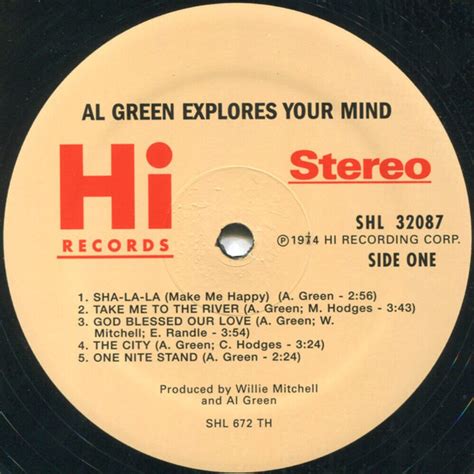 AL GREEN EXPLORES YOUR MIND
Hi
RECORDS
Stereo
SHL 32087
℗1974 HI RECORDING CORP.
SIDE ONE
1. SHA-LA-LA (Make Me Happy) (A. Green - 2:56)
2. TAKE ME TO THE RIVER (A. Green; M. Hodges - 3:43)
3. GOD BLESSED OUR LOVE (A. Green; W.
Mitchell; E. Randle - 3:54)
4. THE CITY (A. Green; C. Hodges - 2:24)
5. ONE NITE STAND (A. Green - 2:24)
Produced by Willie Mitchell
and Al Green
SHL 672 TH